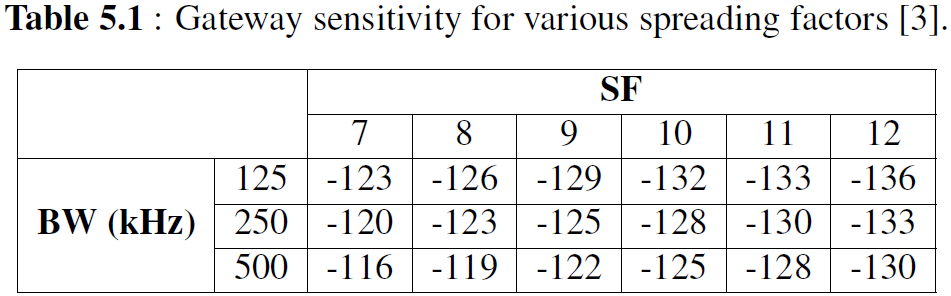 Table 5.1 : Gateway sensitivity for various spreading factors [3].
SF
7 8 9 10 11 12
125 -123 -126 -129 -132 -133 -136
BW (kHz) 250 -120 -123 -125 -128 -130 -133
500 -116 -119 -122 -125 -128 -130